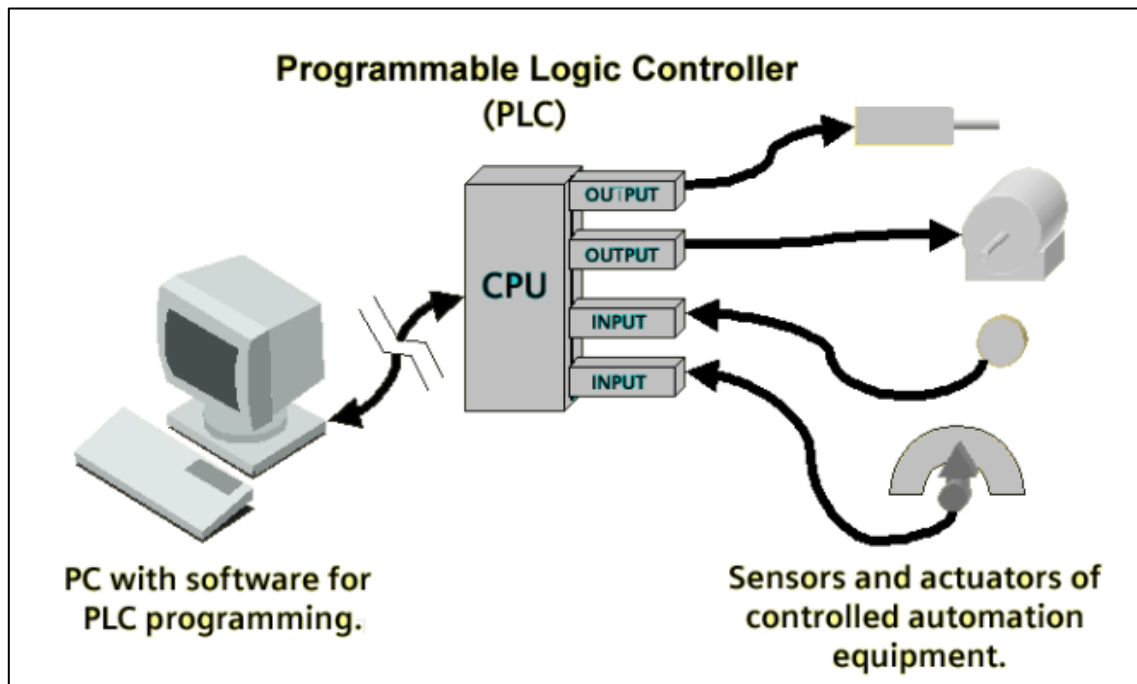 Programmable Logic Controller
(PLC)
OUTPUT
OUTPUT
CPU
INPUT
INPUT
PC with software for
PLC programming.
Sensors and actuators of
controlled automation
equipment.